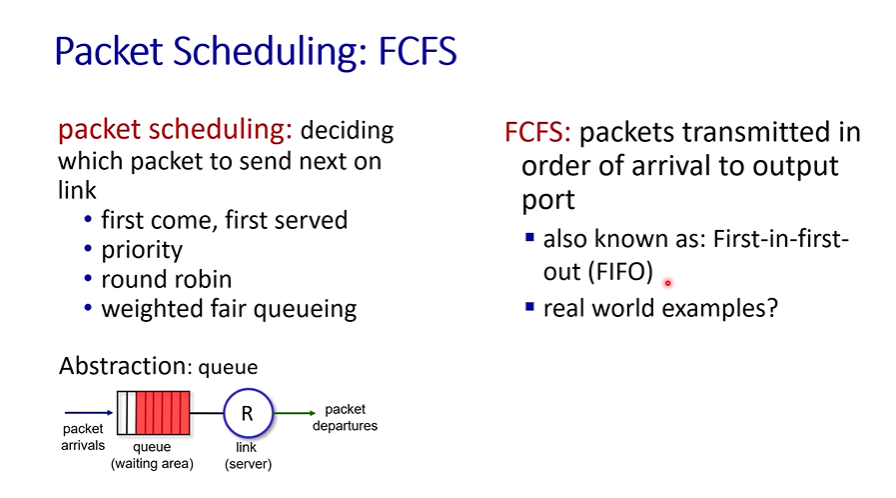 Packet Scheduling: FCFS
packet scheduling: deciding
which packet to send next on
link
• first come, first served
• priority
• round robin
• weighted fair queueing
FCFS: packets transmitted in
order of arrival to output
port
▪ also known as: First-in-first-
out (FIFO)
▪ real world examples?
Abstraction: queue
packet
arrivals
queue
(waiting area)
R
link
(server)
packet
departures